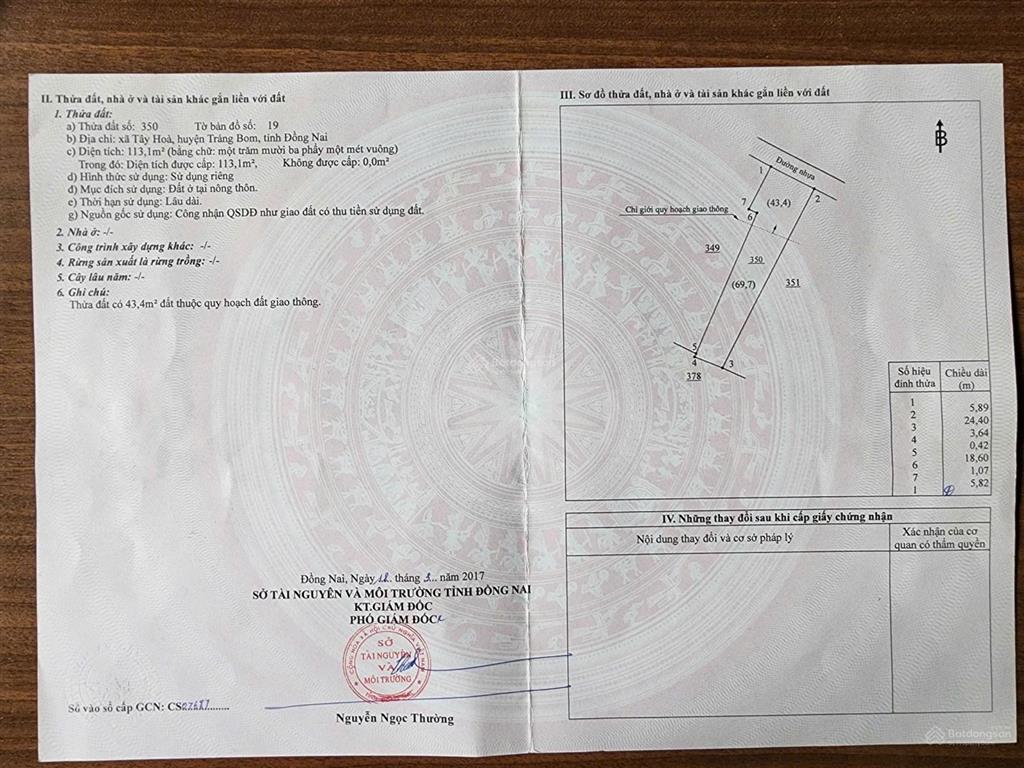 II. Thửa đất, nhà ở và tài sản khác gắn liền với đất
1. Thửa đất:
a) Thửa đất số: 350 Tờ bản đồ số: 19
b) Địa chỉ: xã Tây Hoà, huyện Trảng Bom, tỉnh Đồng Nai
c) Diện tích: 113,1m² (bằng chữ: một trăm mười ba phẩy một mét vuông)
Trong đó: Diện tích được cấp: 113,1m², Không được cấp: 0,0m²
d) Hình thức sử dụng: Sử dụng riêng
đ) Mục đích sử dụng: Đất ở tại nông thôn.
e) Thời hạn sử dụng: Lâu dài.
g) Nguồn gốc sử dụng: Công nhận QSDĐ như giao đất có thu tiền sử dụng đất.
2. Nhà ở: -/-
3. Công trình xây dựng khác: -/-
4. Rừng sản xuất là rừng trồng: -/-
5. Cây lâu năm: -/-
6. Ghi chú:
Thửa đất có 43,4m² đất thuộc quy hoạch đất giao thông.
Đồng Nai, Ngày tháng 3 năm 2017
SỞ TÀI NGUYÊN VÀ MÔI TRƯỜNG TỈNH ĐỒNG NAI
KT.GIÁM ĐỐC
PHÓ GIÁM ĐỐC
CỘNG HÒA XÃ HỘI CHỦ NGHĨA VIỆT NAM
SỞ
TÀI NGUYÊN
VÀ
MÔI TRƯỜNG
Nguyễn Ngọc Thường
Số vào sổ cấp GCN: CS
III. Sơ đồ thửa đất, nhà ở và tài sản khác gắn liền với đất
B
Đường nhựa
1
2
7
(43,4)
Chỉ giới quy hoạch giao thông
6
349
350
351
(69,7)
5
4
3
378
Số hiệu đỉnh thửa Chiều dài (m)
1
5,89
2
24,40
3
3,64
4
0,42
5
18,60
6
1,07
7
5,82
1
IV. Những thay đổi sau khi cấp giấy chứng nhận
Nội dung thay đổi và cơ sở pháp lý
Xác nhận của cơ
quan có thẩm quyền
Batdongsan